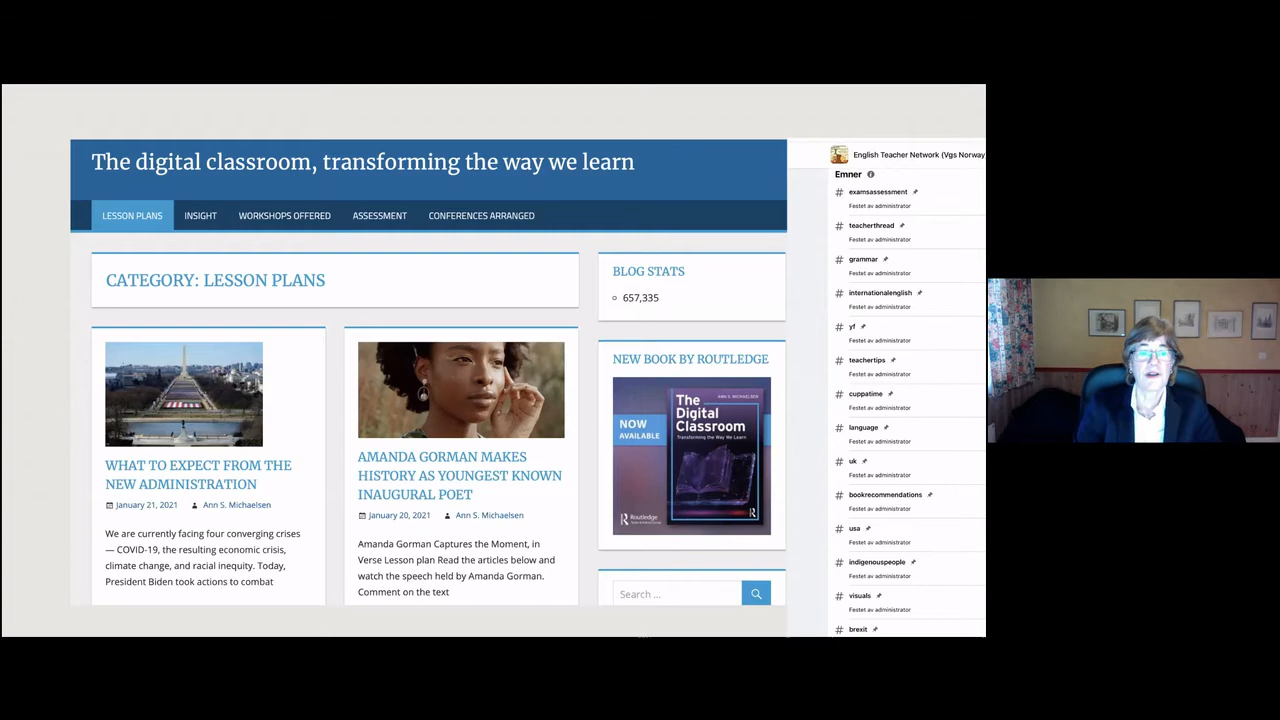 The digital classroom, transforming the way we learn
LESSON PLANS INSIGHT WORKSHOPS OFFERED ASSESSMENT CONFERENCES ARRANGED
CATEGORY: LESSON PLANS
WHAT TO EXPECT FROM THE
NEW ADMINISTRATION
January 21, 2021 Ann S. Michaelsen
We are currently facing four converging crises
— COVID-19, the resulting economic crisis,
climate change, and racial inequity. Today,
President Biden took actions to combat
AMANDA GORMAN MAKES
HISTORY AS YOUNGEST KNOWN
INAUGURAL POET
January 20, 2021 Ann S. Michaelsen
Amanda Gorman Captures the Moment, in
Verse Lesson plan Read the articles below and
watch the speech held by Amanda Gorman.
Comment on the text
BLOG STATS
657,335
NEW BOOK BY ROUTLEDGE
NOW
AVAILABLE
ANN S. MICHAELSEN
The
Digital
Classroom
Transforming the Way We Learn
Routledge
Search ...
English Teacher Network (Vgs Norway
Emner
# examsassessment
Festet av administrator
# teacherthread
Festet av administrator
# grammar
Festet av administrator
# internationalenglish
Festet av administrator
# yf
Festet av administrator
# teachertips
Festet av administrator
# cuppatime
Festet av administrator
# language
Festet av administrator
# uk
Festet av administrator
# bookrecommendations
Festet av administrator
# usa
Festet av administrator
# indigenouspeople
Festet av administrator
# visuals
Festet av administrator
# brexit